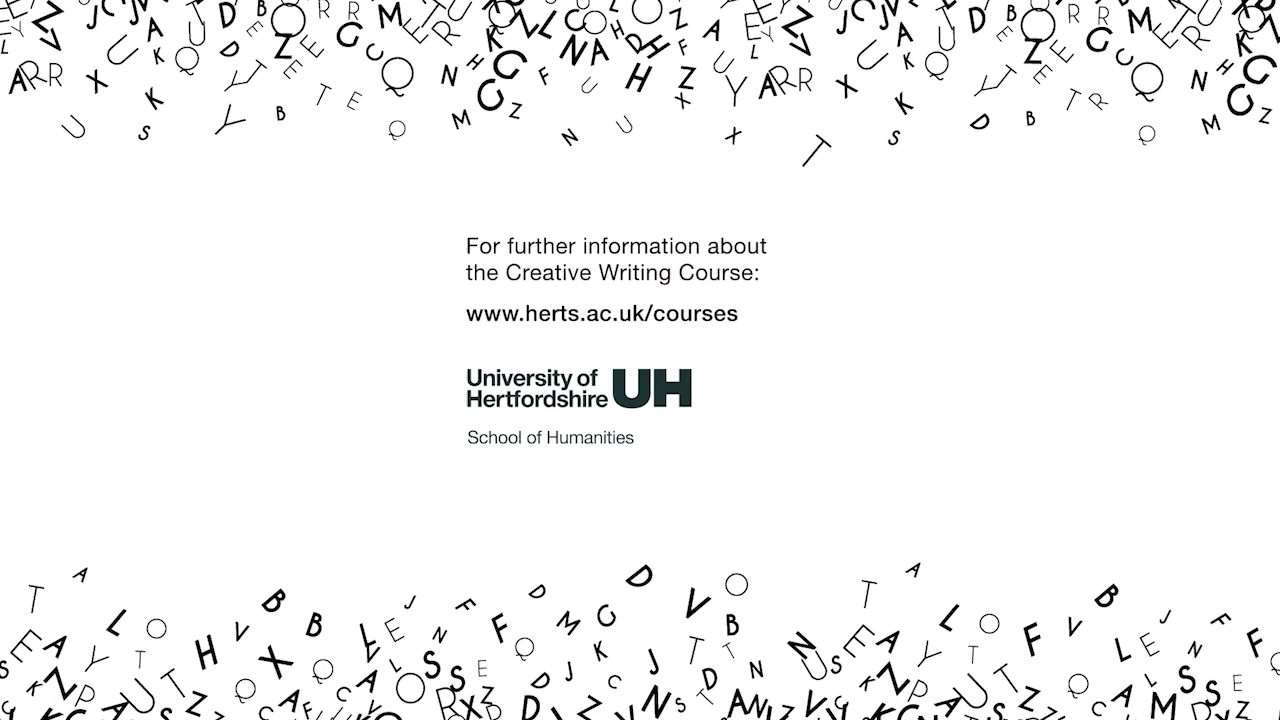 For further information about
the Creative Writing Course:
www.herts.ac.uk/courses
University of
Hertfordshire UH
School of Humanities